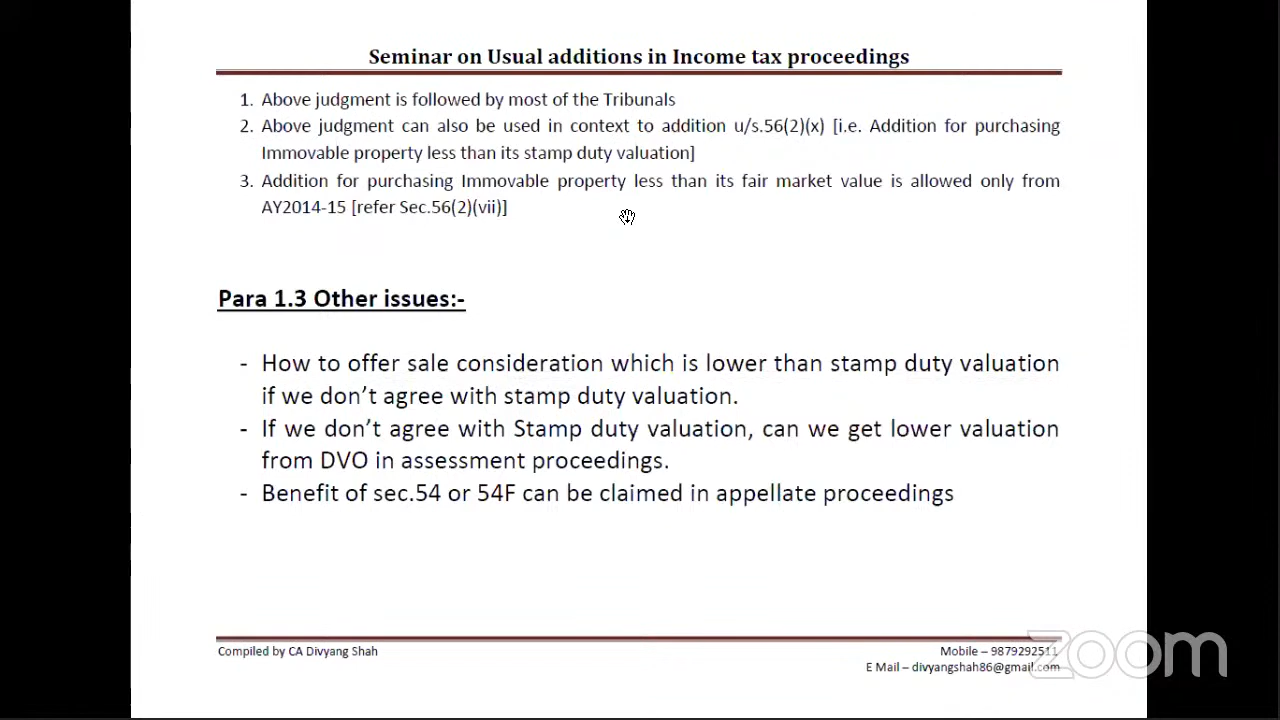 Seminar on Usual additions in Income tax proceedings
1. Above judgment is followed by most of the Tribunals
2. Above judgment can also be used in context to addition u/s.56(2)(x) [i.e. Addition for purchasing
Immovable property less than its stamp duty valuation]
3. Addition for purchasing Immovable property less than its fair market value is allowed only from
AY2014-15 [refer Sec.56(2)(vii)]
Para 1.3 Other issues:-
- How to offer sale consideration which is lower than stamp duty valuation
if we don’t agree with stamp duty valuation.
- If we don’t agree with Stamp duty valuation, can we get lower valuation
from DVO in assessment proceedings.
- Benefit of sec.54 or 54F can be claimed in appellate proceedings
Compiled by CA Divyang Shah
Mobile – 9879292511
E Mail – divyangshah86@gmail.com
zoom